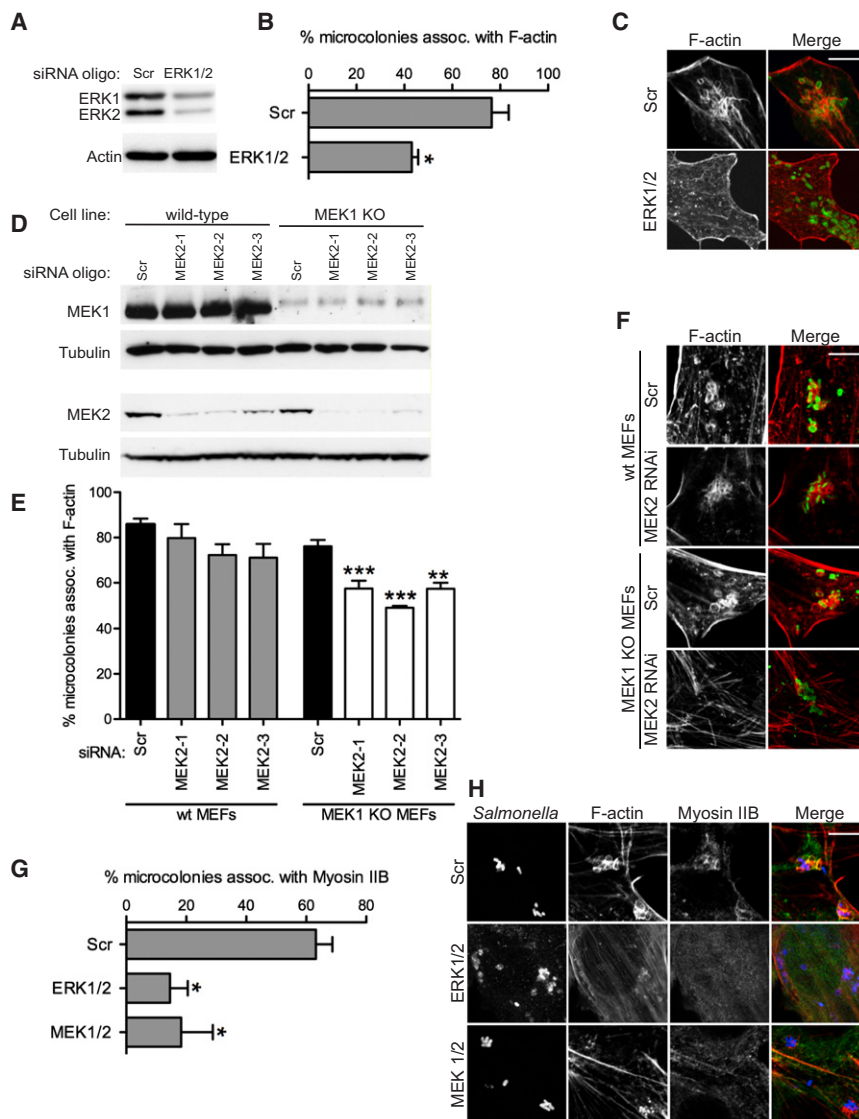 A
siRNA oligo: Scr ERK1/2
ERK1
ERK2
Actin
B
% microcolonies assoc. with F-actin
0 20 40 60 80 100
Scr
ERK1/2 *
C
F-actin Merge
Scr
ERK1/2
D
Cell line: wild-type MEK1 KO
siRNA oligo: Scr MEK2-1 MEK2-2 MEK2-3 Scr MEK2-1 MEK2-2 MEK2-3
MEK1
Tubulin
MEK2
Tubulin
E
% microcolonies assoc. with F-actin
100
80
60
40
20
0
*** *** **
siRNA: Scr MEK2-1 MEK2-2 MEK2-3 Scr MEK2-1 MEK2-2 MEK2-3
wt MEFs MEK1 KO MEFs
F
F-actin Merge
wt MEFs
Scr
MEK2 RNAi
MEK1 KO MEFs
Scr
MEK2 RNAi
G
% microcolonies assoc. with Myosin IIB
0 20 40 60 80
Scr
ERK1/2 *
MEK1/2 *
H
Salmonella F-actin Myosin IIB Merge
Scr
ERK1/2
MEK 1/2